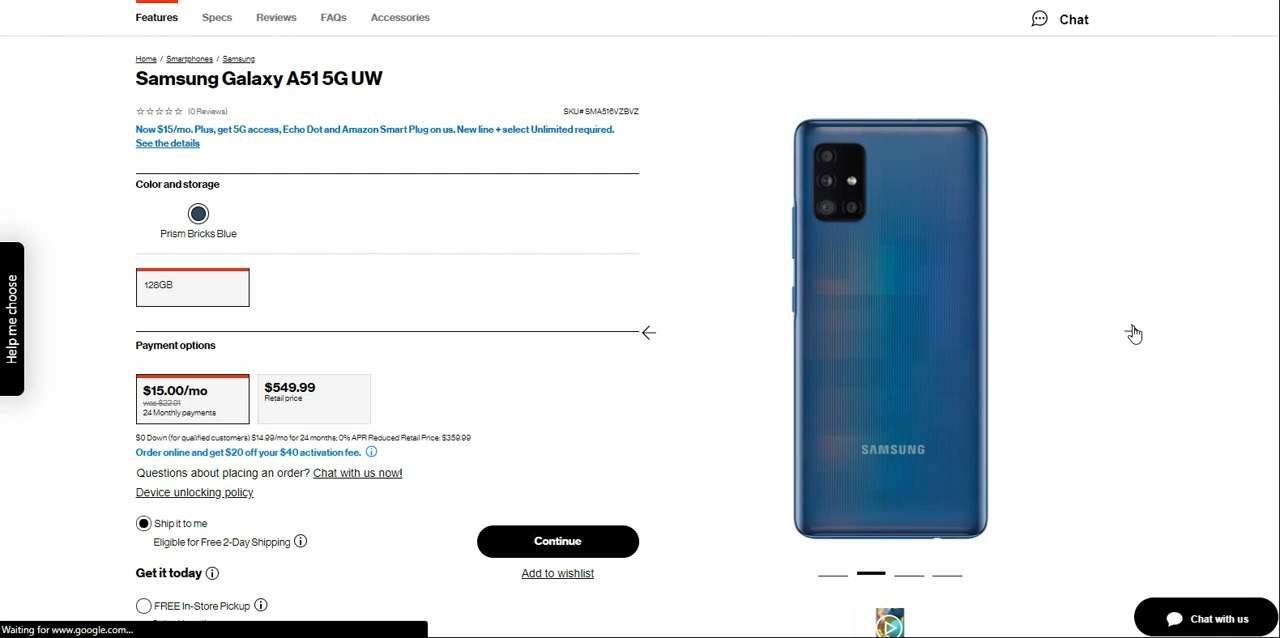 Features Specs Reviews FAQs Accessories
Chat
Home / Smartphones / Samsung
Samsung Galaxy A51 5G UW
(0 Reviews) SKU# SMA516VZBVZ
Now $15/mo. Plus, get 5G access, Echo Dot and Amazon Smart Plug on us. New line + select Unlimited required.
See the details
Color and storage
Prism Bricks Blue
128GB
Help me choose
Payment options
$15.00/mo
was $22.91
24 Monthly payments
$549.99
Retail price
$0 Down (for qualified customers) $14.99/mo for 24 months; 0% APR Reduced Retail Price: $359.99
Order online and get $20 off your $40 activation fee.
Questions about placing an order? Chat with us now!
Device unlocking policy
Ship it to me
Eligible for Free 2-Day Shipping
Continue
Get it today
Add to wishlist
FREE In-Store Pickup
SAMSUNG
Chat with us
Waiting for www.google.com...